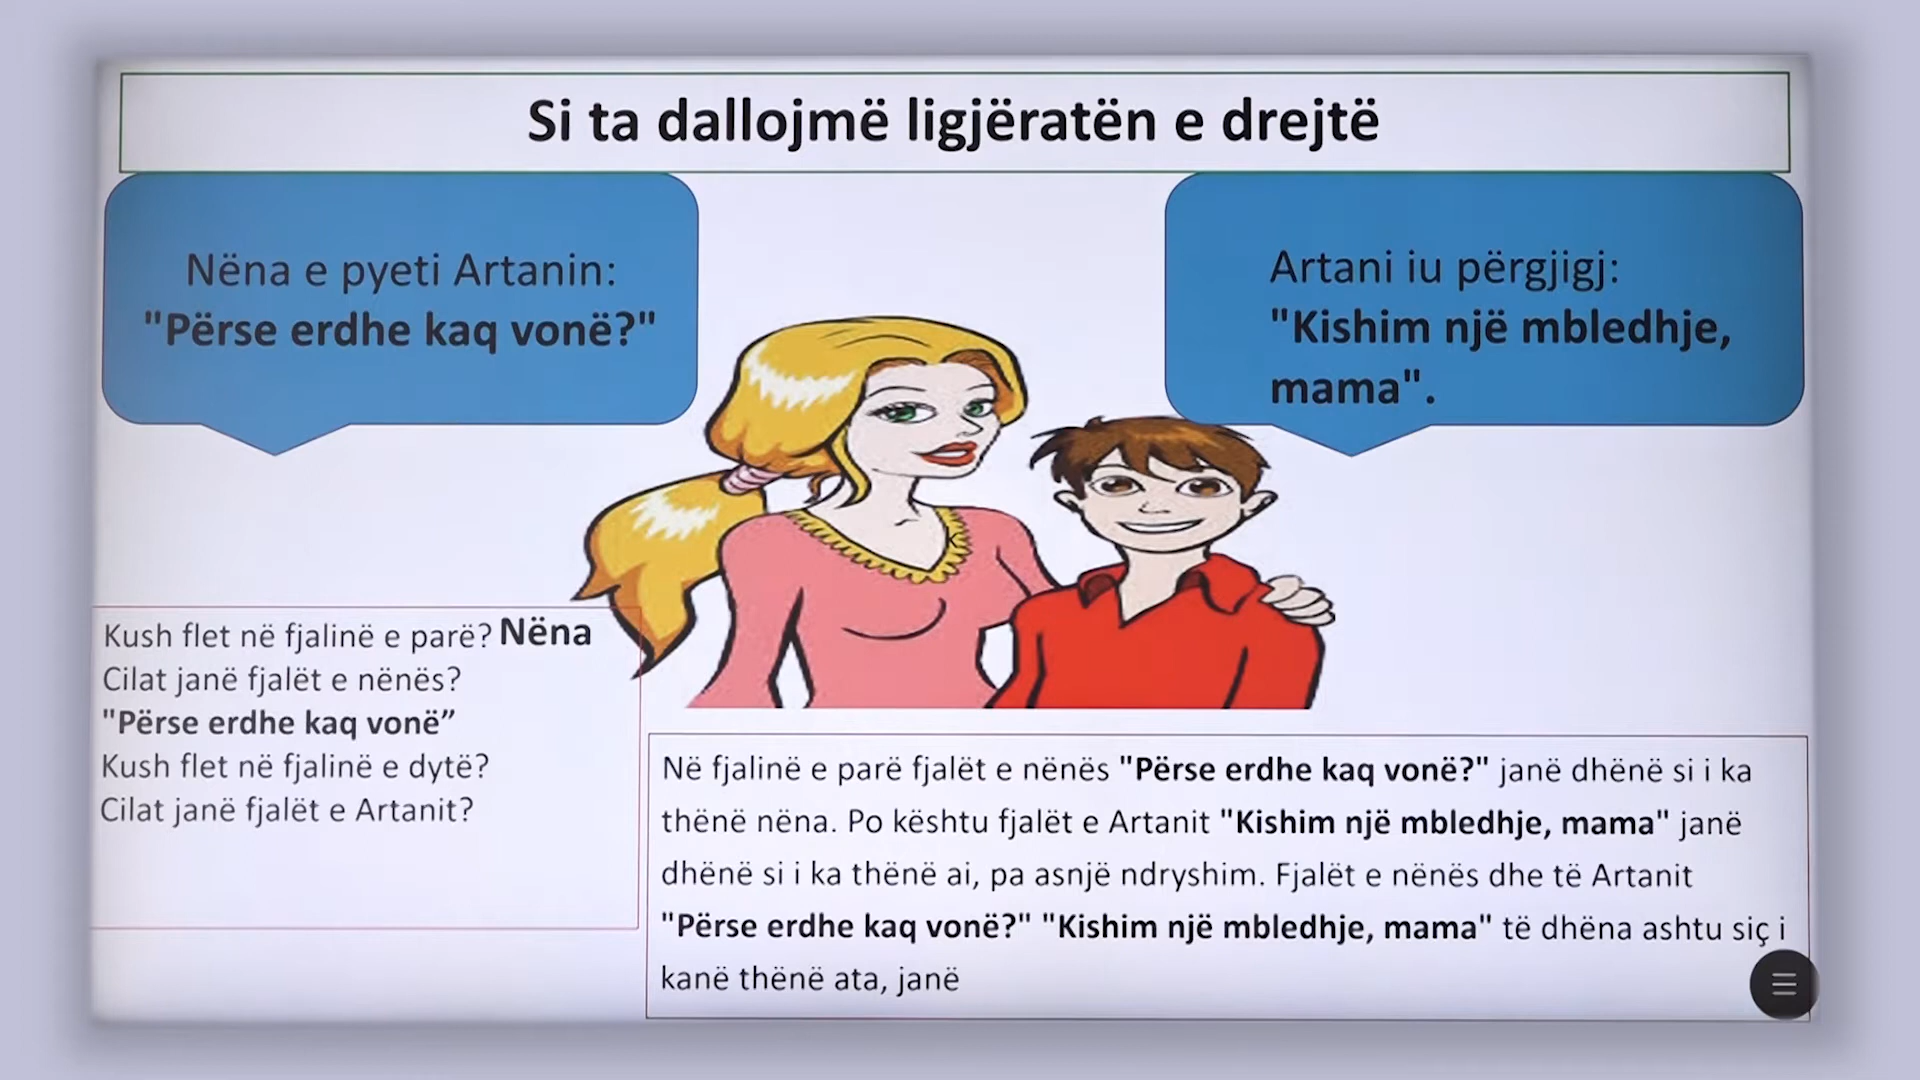 Si ta dallojmë ligjëratën e drejtë
Nëna e pyeti Artanin:
"Përse erdhe kaq vonë?"
Artani iu përgjigj:
"Kishim një mbledhje,
mama".
Kush flet në fjalinë e parë? Nëna
Cilat janë fjalët e nënës?
"Përse erdhe kaq vonë”
Kush flet në fjalinë e dytë?
Cilat janë fjalët e Artanit?
Në fjalinë e parë fjalët e nënës "Përse erdhe kaq vonë?" janë dhënë si i ka
thënë nëna. Po kështu fjalët e Artanit "Kishim një mbledhje, mama" janë
dhënë si i ka thënë ai, pa asnjë ndryshim. Fjalët e nënës dhe të Artanit
"Përse erdhe kaq vonë?" "Kishim një mbledhje, mama" të dhëna ashtu siç i
kanë thënë ata, janë